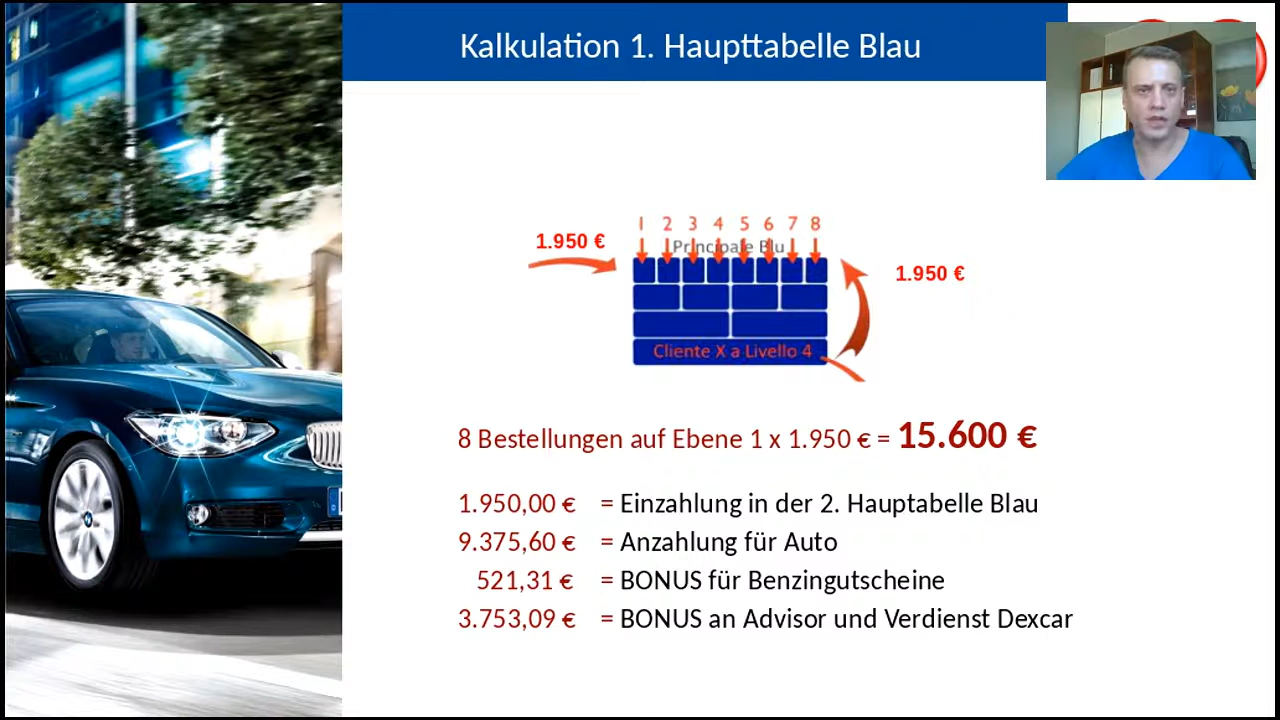 Kalkulation 1. Haupttabelle Blau
1 2 3 4 5 6 7 8
1.950 €
Principale Blu
1.950 €
Cliente X a Livello 4
8 Bestellungen auf Ebene 1 x 1.950 € = 15.600 €
1.950,00 € = Einzahlung in der 2. Hauptabelle Blau
9.375,60 € = Anzahlung für Auto
521,31 € = BONUS für Benzingutscheine
3.753,09 € = BONUS an Advisor und Verdienst Dexcar